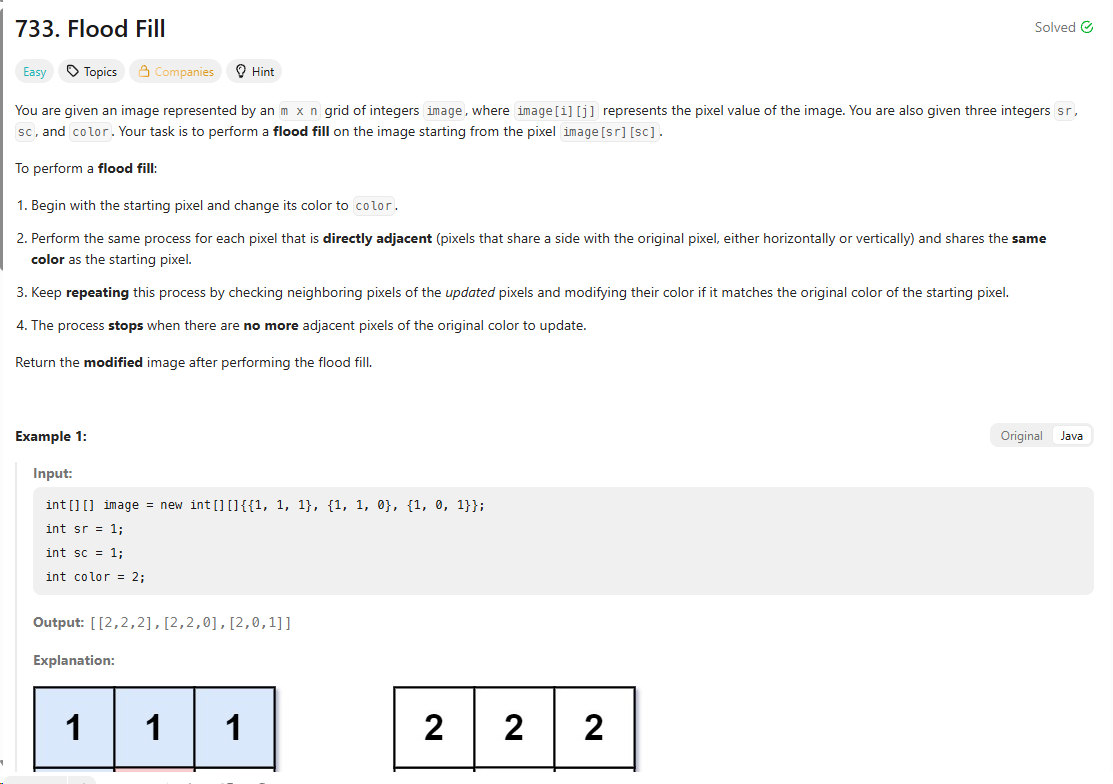 733. Flood Fill
Solved
Easy Topics Companies Hint
You are given an image represented by an m x n grid of integers image, where image[i][j] represents the pixel value of the image. You are also given three integers sr,
sc, and color. Your task is to perform a flood fill on the image starting from the pixel image[sr][sc].
To perform a flood fill:
1. Begin with the starting pixel and change its color to color.
2. Perform the same process for each pixel that is directly adjacent (pixels that share a side with the original pixel, either horizontally or vertically) and shares the same
color as the starting pixel.
3. Keep repeating this process by checking neighboring pixels of the updated pixels and modifying their color if it matches the original color of the starting pixel.
4. The process stops when there are no more adjacent pixels of the original color to update.
Return the modified image after performing the flood fill.
Example 1:
Original Java
Input:
int[][] image = new int[][]{{1, 1, 1}, {1, 1, 0}, {1, 0, 1}};
int sr = 1;
int sc = 1;
int color = 2;
Output: [[2,2,2],[2,2,0],[2,0,1]]
Explanation:
1 1 1 2 2 2